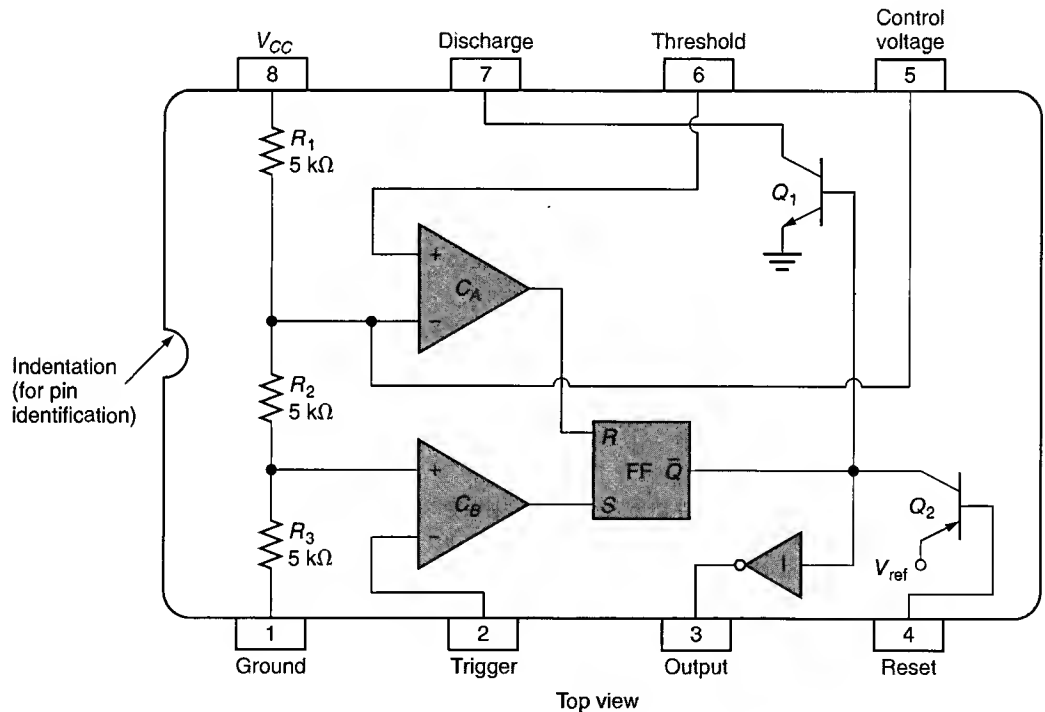 V_CC
Discharge
Threshold
Control
voltage
8
7
6
5
R₁
5 kΩ
Q₁
+
C_A
−
Indentation
(for pin
identification)
R₂
5 kΩ
R
FF Q̄
S
+
C_B
−
Q₂
R₃
5 kΩ
I
V_ref
1
2
3
4
Ground
Trigger
Output
Reset
Top view